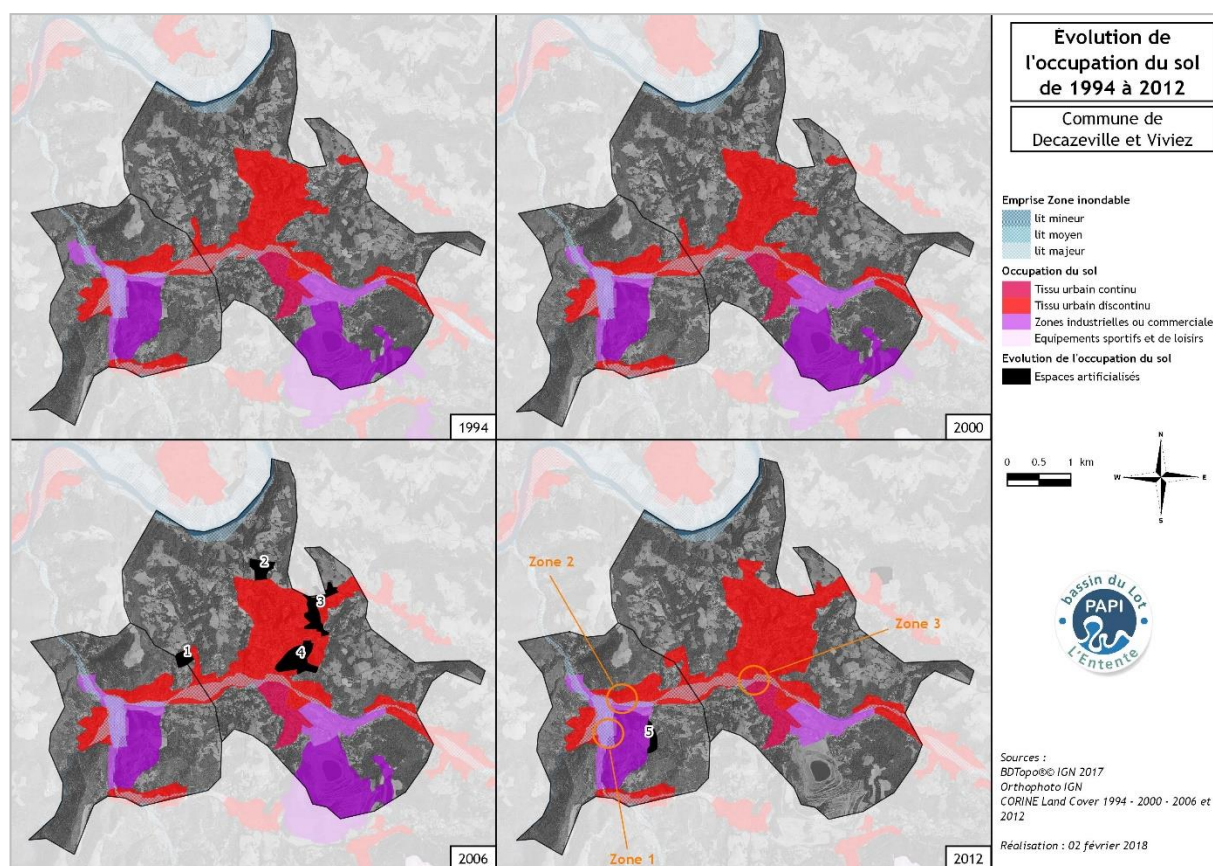 1994
2000
2
3
1
4
2006
Zone 2
Zone 3
5
Zone 1
2012
Évolution de
l'occupation du sol
de 1994 à 2012
Commune de
Decazeville et Viviez
Emprise Zone inondable
lit mineur
lit moyen
lit majeur
Occupation du sol
Tissu urbain continu
Tissu urbain discontinu
Zones industrielles ou commerciale
Equipements sportifs et de loisirs
Evolution de l'occupation du sol
Espaces artificialisés
0 0.5 1 km
N
W E
S
bassin du Lot
PAPI
L'Entente
Sources :
BDTopo®© IGN 2017
Orthophoto IGN
CORINE Land Cover 1994 - 2000 - 2006 et
2012
Réalisation : 02 février 2018